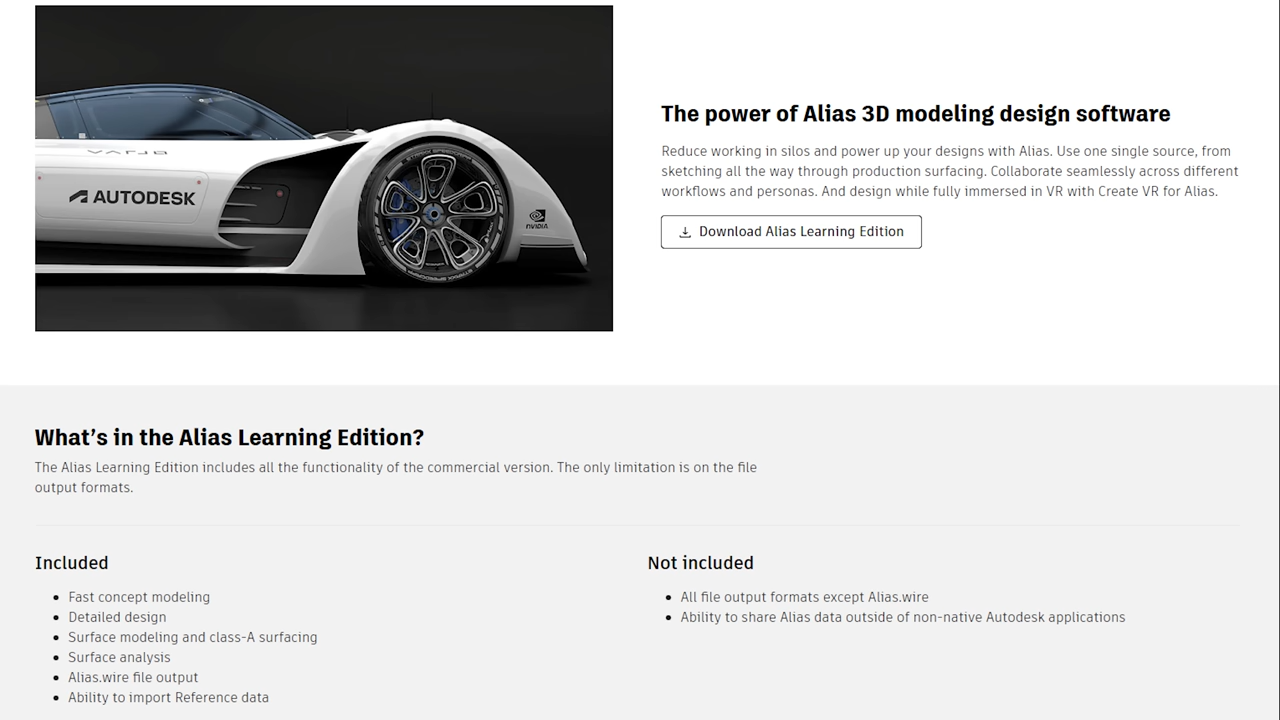 VARJO
AUTODESK
NVIDIA
The power of Alias 3D modeling design software
Reduce working in silos and power up your designs with Alias. Use one single source, from
sketching all the way through production surfacing. Collaborate seamlessly across different
workflows and personas. And design while fully immersed in VR with Create VR for Alias.
Download Alias Learning Edition
What’s in the Alias Learning Edition?
The Alias Learning Edition includes all the functionality of the commercial version. The only limitation is on the file
output formats.
Included
Fast concept modeling
Detailed design
Surface modeling and class-A surfacing
Surface analysis
Alias.wire file output
Ability to import Reference data
Not included
All file output formats except Alias.wire
Ability to share Alias data outside of non-native Autodesk applications